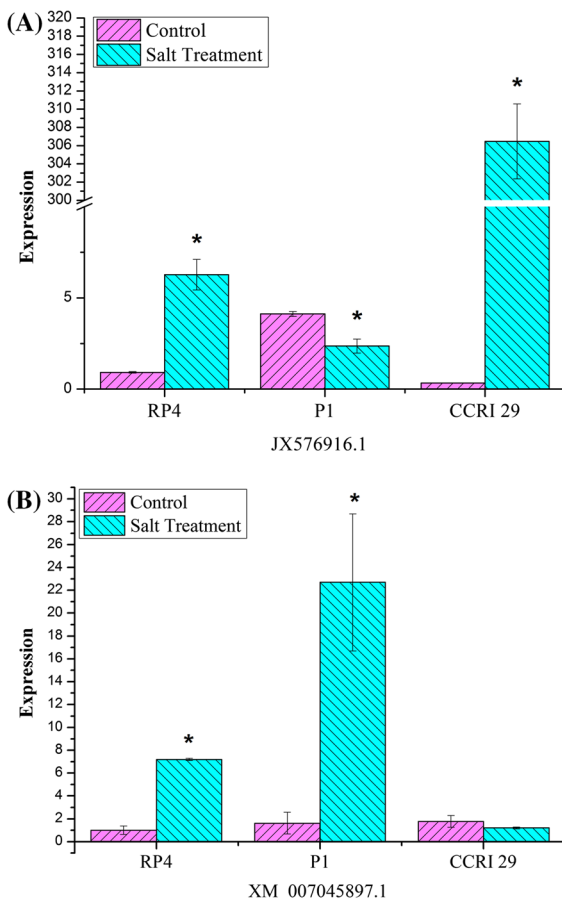 (A)
Control
Salt Treatment
320
318
316
314
312
310
308
306
304
302
300
5
0
Expression
*
*
*
RP4 P1 CCRI 29
JX576916.1
(B)
Control
Salt Treatment
30
28
26
24
22
20
18
16
14
12
10
8
6
4
2
0
Expression
*
*
RP4 P1 CCRI 29
XM_007045897.1